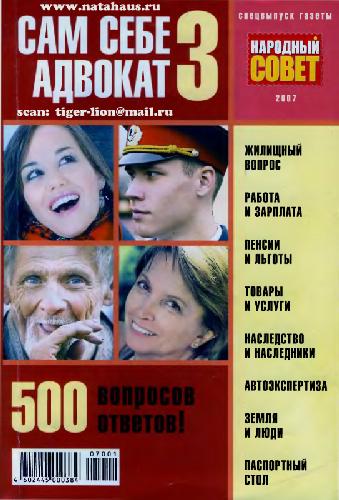 www.natahaus.ru
САМ СЕБЕ
АДВОКАТ
3
scan: tiger-lion@mail.ru
СПЕЦВЫПУСК ГАЗЕТЫ
НАРОДНЫЙ
СОВЕТ
2007
ЖИЛИЩНЫЙ
ВОПРОС
РАБОТА
И ЗАРПЛАТА
ПЕНСИИ
И ЛЬГОТЫ
ТОВАРЫ
И УСЛУГИ
НАСЛЕДСТВО
И НАСЛЕДНИКИ
АВТОЭКСПЕРТИЗА
ЗЕМЛЯ
И ЛЮДИ
ПАСПОРТНЫЙ
СТОЛ
500 вопросов
ответов!
07001